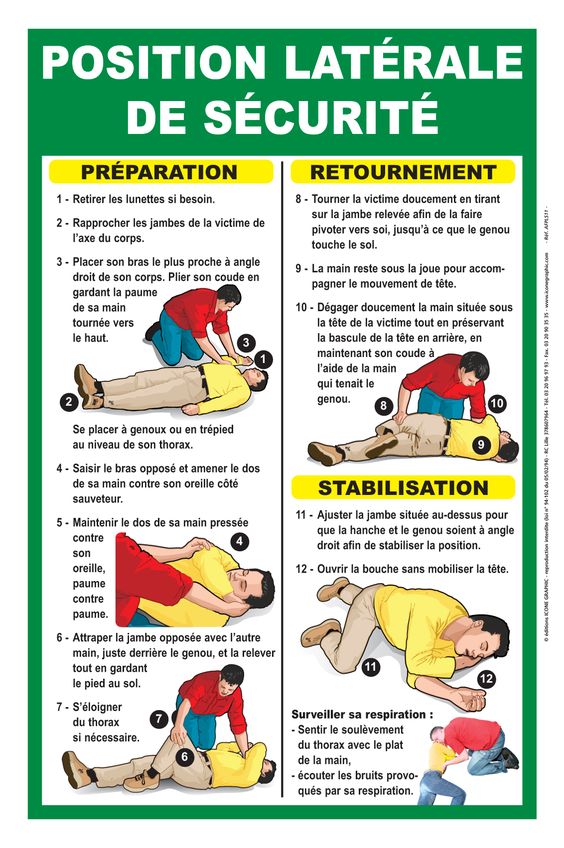 POSITION LATÉRALE
DE SÉCURITÉ
PRÉPARATION
1 - Retirer les lunettes si besoin.
2 - Rapprocher les jambes de la victime de
l'axe du corps.
3 - Placer son bras le plus proche à angle
droit de son corps. Plier son coude en
gardant la paume
de sa main
tournée vers
le haut.
3
1
2
Se placer à genoux ou en trépied
au niveau de son thorax.
4 - Saisir le bras opposé et amener le dos
de sa main contre son oreille côté
sauveteur.
5 - Maintenir le dos de sa main pressée
contre
son
oreille,
paume
contre
paume.
4
6 - Attraper la jambe opposée avec l'autre
main, juste derrière le genou, et la relever
tout en gardant
le pied au sol.
7 - S'éloigner
du thorax
si nécessaire.
7
6
RETOURNEMENT
8 - Tourner la victime doucement en tirant
sur la jambe relevée afin de la faire
pivoter vers soi, jusqu'à ce que le genou
touche le sol.
9 - La main reste sous la joue pour accom-
pagner le mouvement de tête.
10 - Dégager doucement la main située sous
la tête de la victime tout en préservant
la bascule de la tête en arrière, en
maintenant son coude à
l'aide de la main
qui tenait le
genou.
8
10
9
STABILISATION
11 - Ajuster la jambe située au-dessus pour
que la hanche et le genou soient à angle
droit afin de stabiliser la position.
12 - Ouvrir la bouche sans mobiliser la tête.
11
12
Surveiller sa respiration :
- Sentir le soulèvement
du thorax avec le plat
de la main,
- écouter les bruits provo-
qués par sa respiration.
© éditions ICONE GRAPHIC - reproduction interdite (loi n° 94-102 du 05/02/94) - RC Lille 378607964 - Tél. 03 20 96 97 93 - Fax. 03 20 90 35 35 - www.iconegraphic.com - Réf. AFPLS11 -